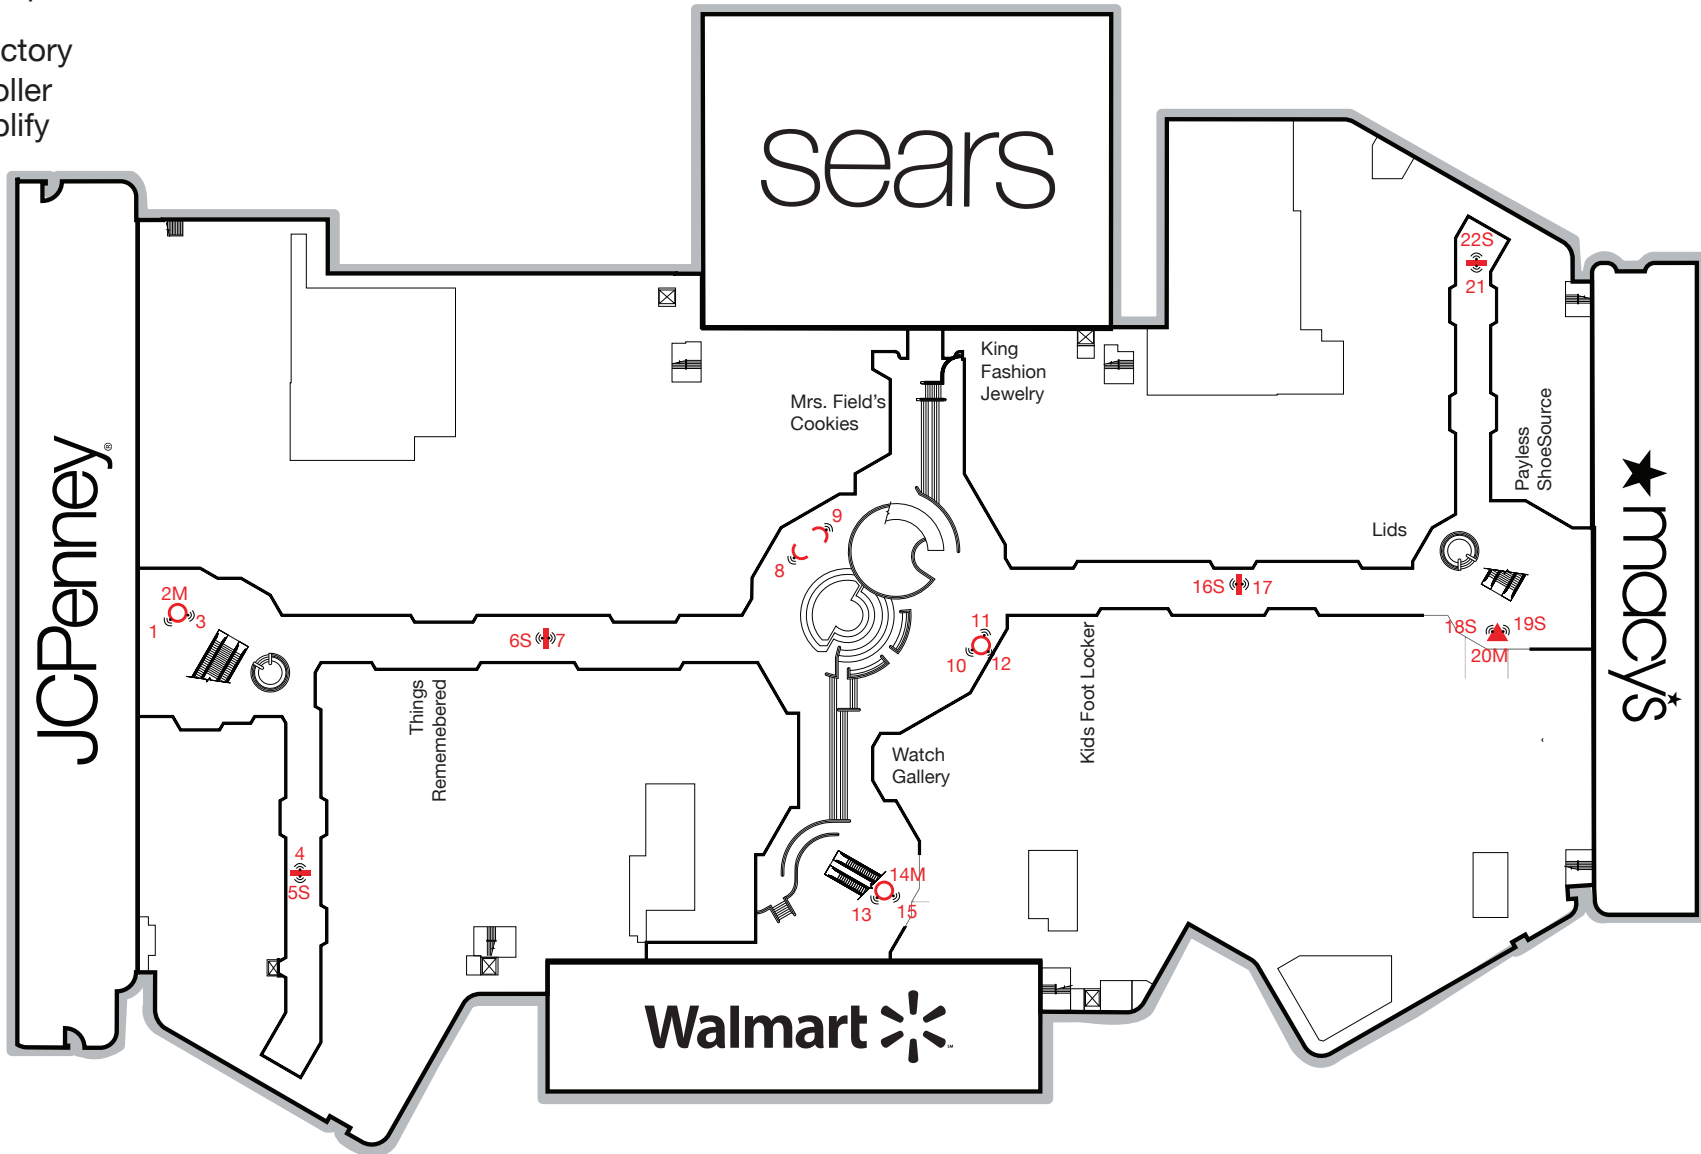 ctory
oller
plify
sears
King
Fashion
Jewelry
Mrs. Field's
Cookies
22S
21
Payless
ShoeSource
Lids
JCPenney®
★macy's
9
8
2M
1
3
6S
7
16S
17
11
10
12
18S
19S
20M
Things
Rememebered
Kids Foot Locker
Watch
Gallery
4
5S
14M
13
15
Walmart